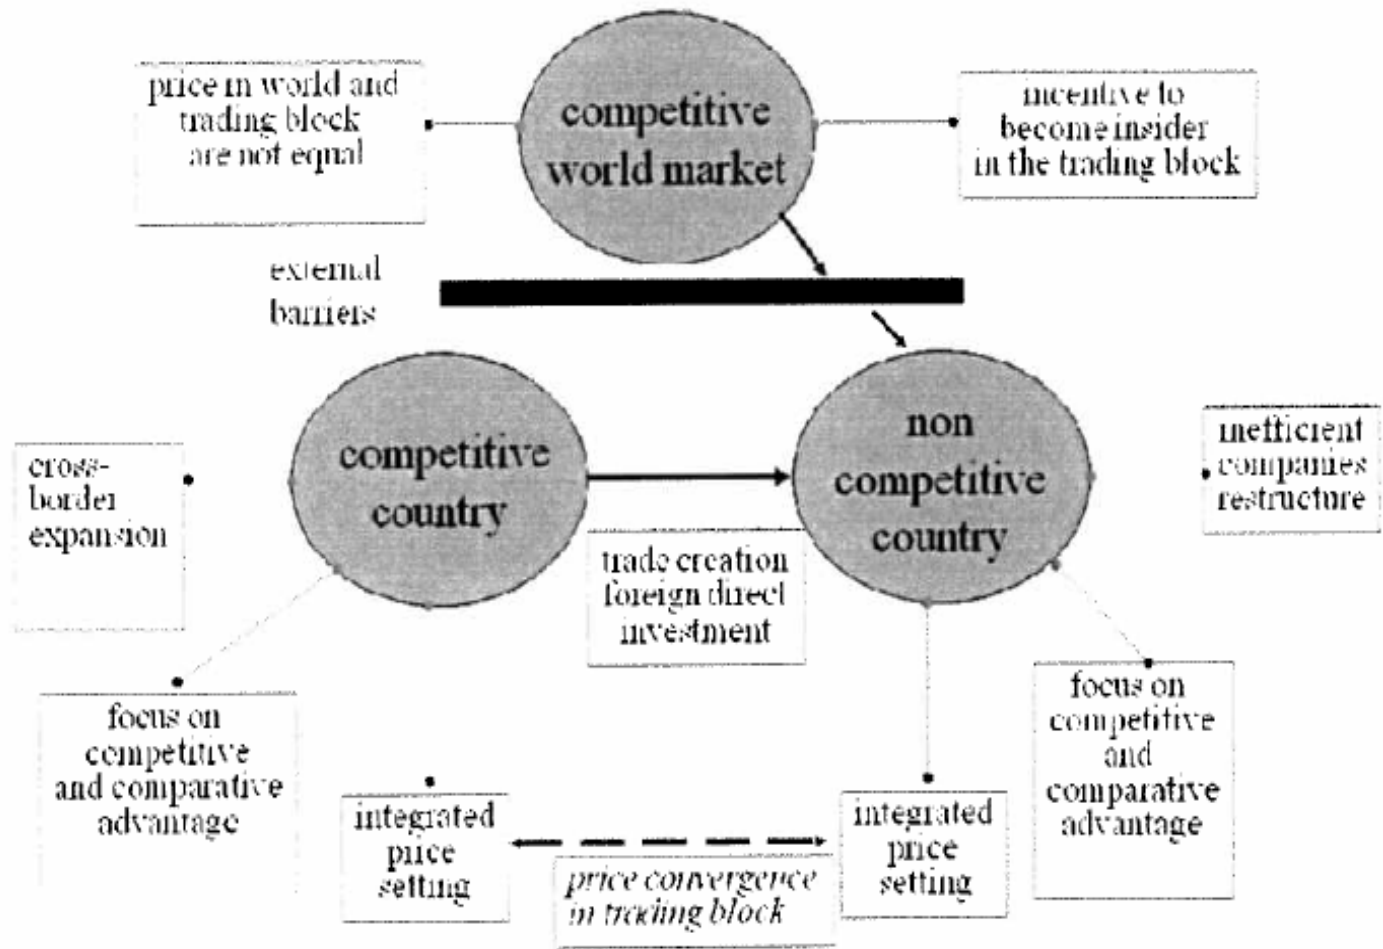 price in world and
trading block
are not equal
competitive
world market
incentive to
become insider
in the trading block
external
barriers
cross-
border
expansion
competitive
country
non
competitive
country
inefficient
companies
restructure
trade creation
foreign direct
investment
focus on
competitive
and comparative
advantage
integrated
price
setting
price convergence
in trading block
integrated
price
setting
focus on
competitive
and
comparative
advantage